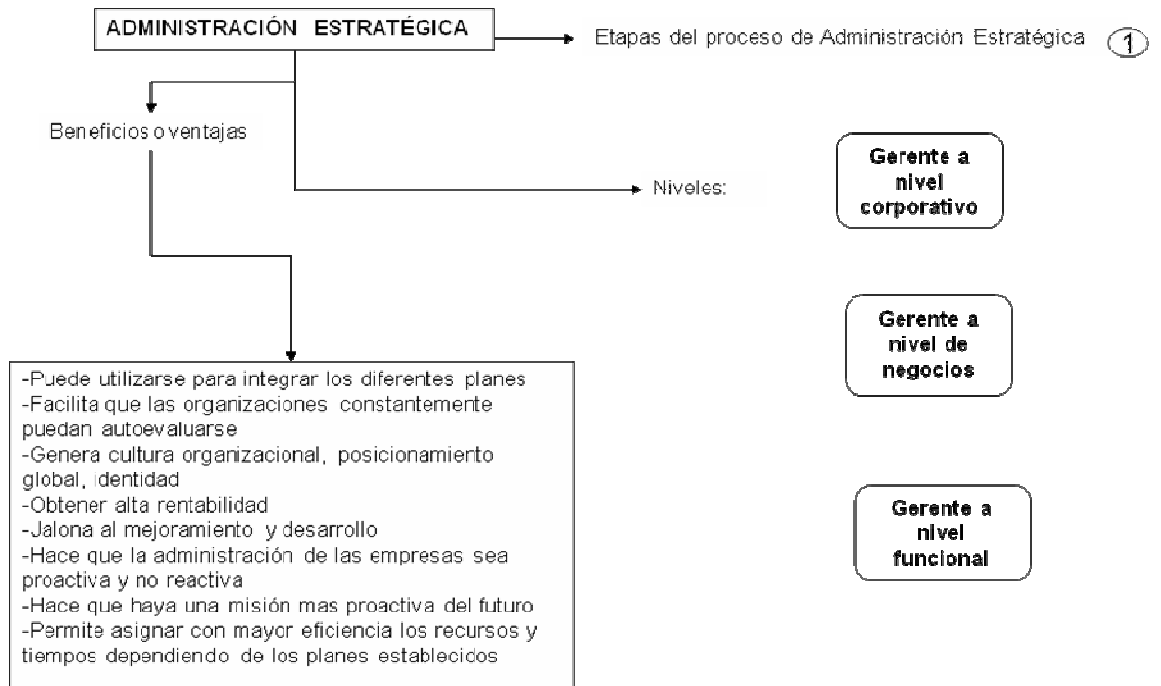 ADMINISTRACIÓN ESTRATÉGICA
Etapas del proceso de Administración Estratégica 1
Beneficios o ventajas
Niveles:
Gerente a
nivel
corporativo
Gerente a
nivel de
negocios
Gerente a
nivel
funcional
-Puede utilizarse para integrar los diferentes planes
-Facilita que las organizaciones constantemente
puedan autoevaluarse
-Genera cultura organizacional, posicionamiento
global, identidad
-Obtener alta rentabilidad
-Jalona al mejoramiento y desarrollo
-Hace que la administración de las empresas sea
proactiva y no reactiva
-Hace que haya una misión mas proactiva del futuro
-Permite asignar con mayor eficiencia los recursos y
tiempos dependiendo de los planes establecidos